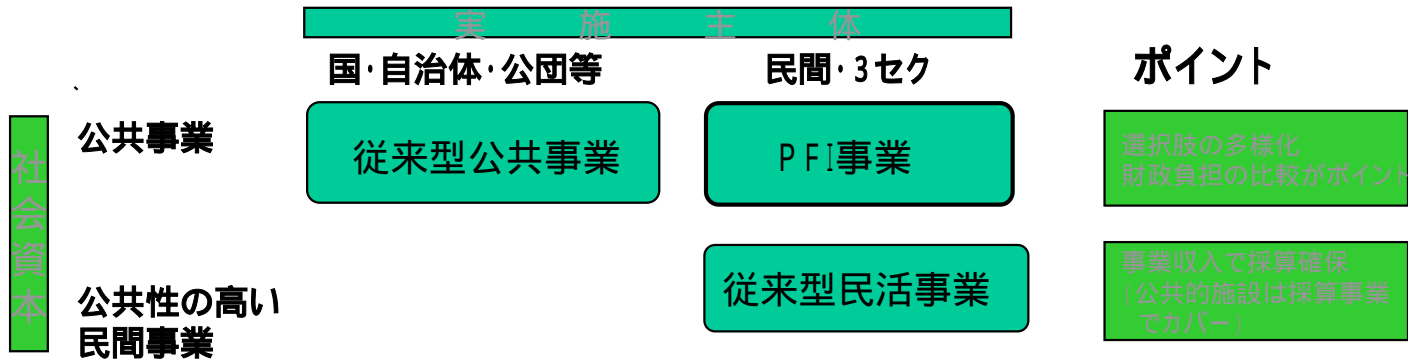 実施主体
国・自治体・公団等
民間・3セク
ポイント
社会資本
公共事業
従来型公共事業
PFI事業
選択肢の多様化
財政負担の比較がポイント
公共性の高い
民間事業
従来型民活事業
事業収入で採算確保
(公共的施設は採算事業
でカバー)